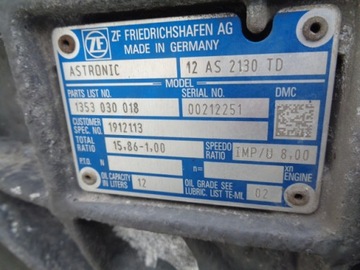 ZF FRIEDRICHSHAFEN AG
MADE IN GERMANY
ZF
ASTRONIC 12 AS 2130 TD
MODEL
PARTS LIST NO. SERIAL NO. DMC
1353 030 018 00212251
CUSTOMER SPEC. NO. 1912113
TOTAL RATIO 15.86-1.00 SPEEDO RATIO IMP/U 8.00
P.T.O. N n= xn ENGINE
OIL CAPACITY IN LITERS 12 OIL GRADE SEE LUBRIC. LIST TE-ML 02